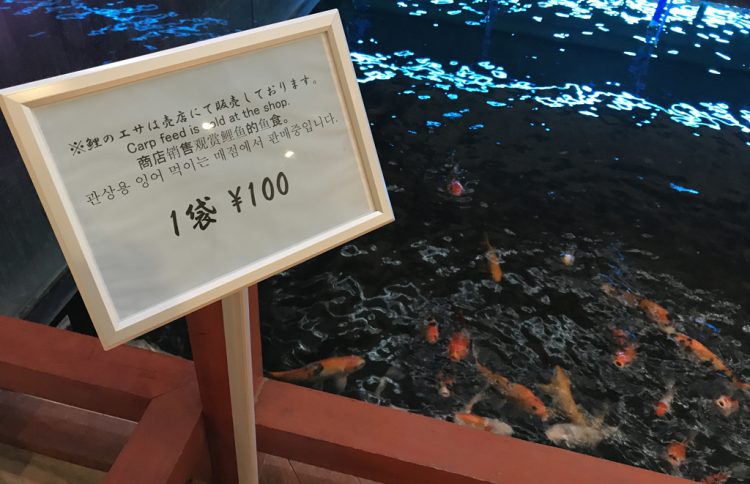 ※鯉のエサは売店にて販売しております。
Carp feed is sold at the shop.
商店销售观赏鲤鱼的鱼食。
관상용 잉어 먹이는 매점에서 판매중입니다.
1袋 ¥100